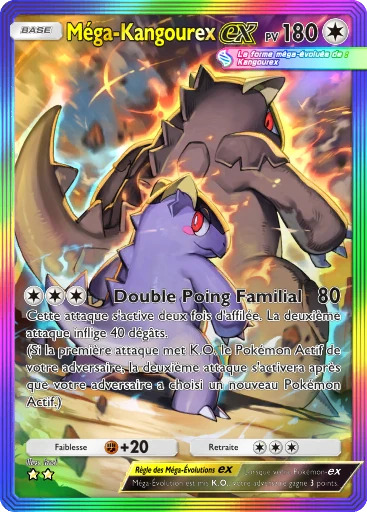 BASE Méga-Kangourex ex PV 180
La forme méga-évoluée de :
Kangourex
Double Poing Familial 80
Cette attaque s'active deux fois d'affilée. La deuxième
attaque inflige 40 dégâts.
(Si la première attaque met K.O. le Pokémon Actif de
votre adversaire, la deuxième attaque s'activera après
que votre adversaire a choisi un nouveau Pokémon
Actif.)
Faiblesse +20 Retraite
Règle des Méga-Évolutions ex Lorsque votre Pokémon-ex
Méga-Évolution est mis K.O., votre adversaire gagne 3 points.